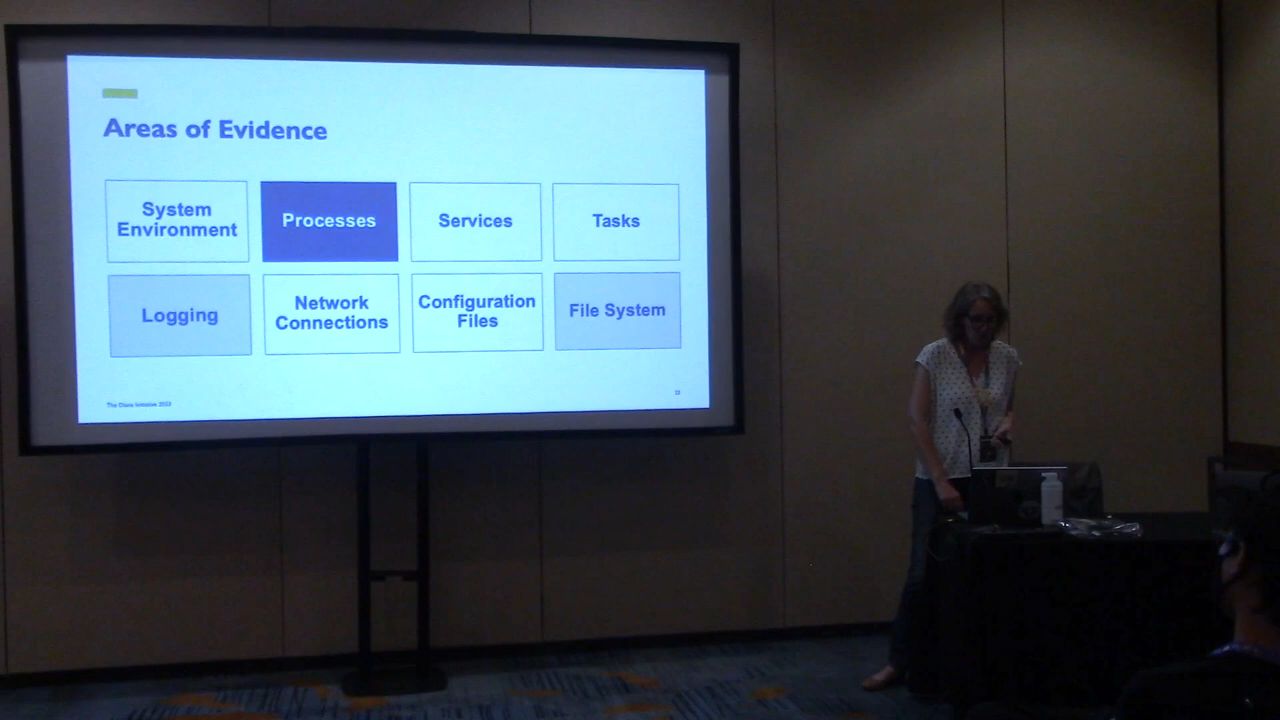 Areas of Evidence
System
Environment
Processes
Services
Tasks
Logging
Network
Connections
Configuration
Files
File System